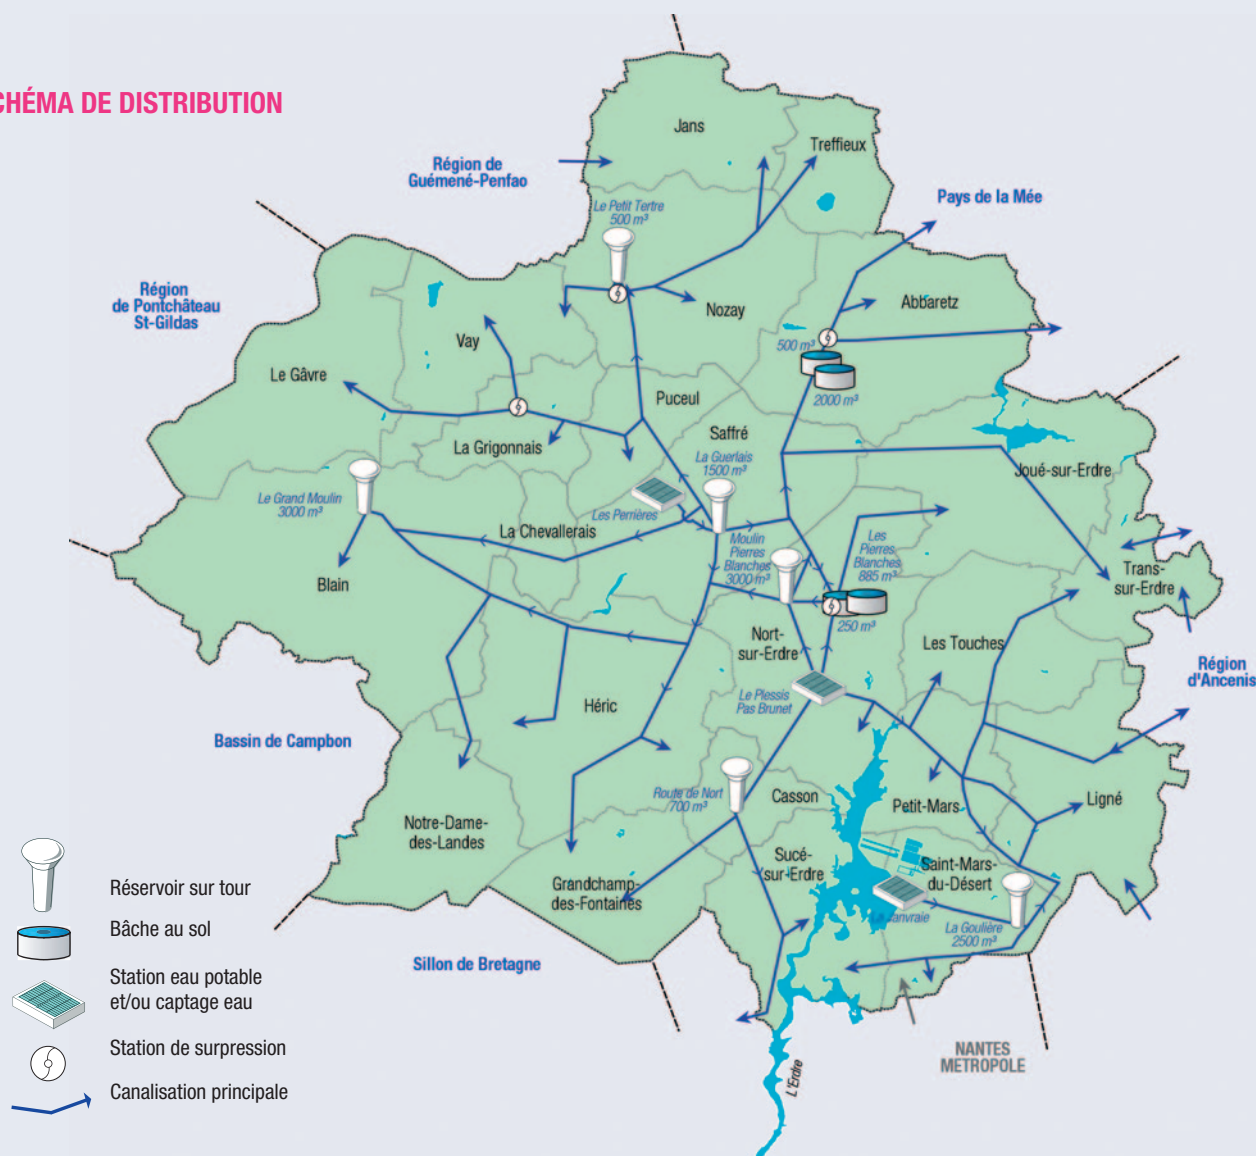 CHÉMA DE DISTRIBUTION
Jans
Treffieux
Région de
Guémené-Penfao
Pays de la Mée
Le Petit Tertre
500 m³
Région
de Pontchâteau
St-Gildas
Nozay
Abbaretz
Vay
500 m³
Le Gâvre
2000 m³
Puceul
Saffré
La Grigonnais
La Guerlais
1500 m³
Joué-sur-Erdre
Le Grand Moulin
3000 m³
Les Perrières
La Chevallerais
Moulin
Pierres
Blanches
3000 m³
Les
Pierres
Blanches
885 m³
Trans-
sur-Erdre
Blain
250 m³
Nort-
sur-Erdre
Les Touches
Région
d'Ancenis
Le Plessis
Pas Brunet
Héric
Bassin de Campbon
Route de Nort
700 m³
Casson
Petit-Mars
Ligné
Notre-Dame-
des-Landes
Sucé-
sur-Erdre
Saint-Mars-
du-Désert
Grandchamp-
des-Fontaines
La Janvraie
La Goulière
2500 m³
Sillon de Bretagne
NANTES
METROPOLE
L'Erdre
Réservoir sur tour
Bâche au sol
Station eau potable
et/ou captage eau
Station de surpression
Canalisation principale